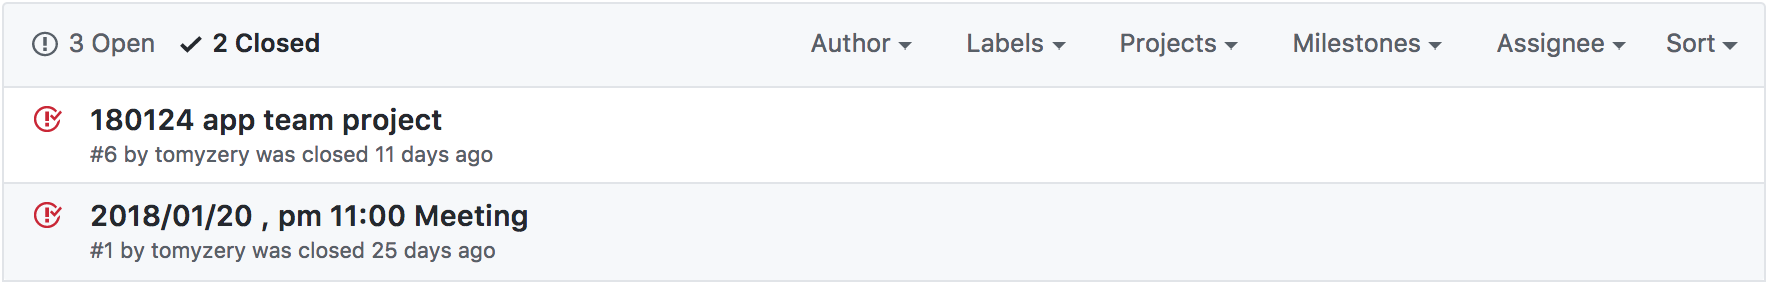 3 Open 2 Closed Author Labels Projects Milestones Assignee Sort
180124 app team project
#6 by tomyzery was closed 11 days ago
2018/01/20 , pm 11:00 Meeting
#1 by tomyzery was closed 25 days ago